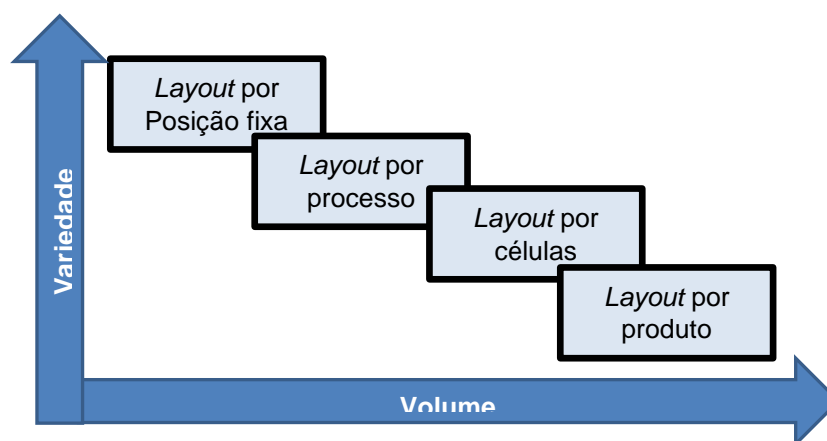 Layout por
Posição fixa
Layout por
processo
Layout por
células
Layout por
produto
Variedade
Volume